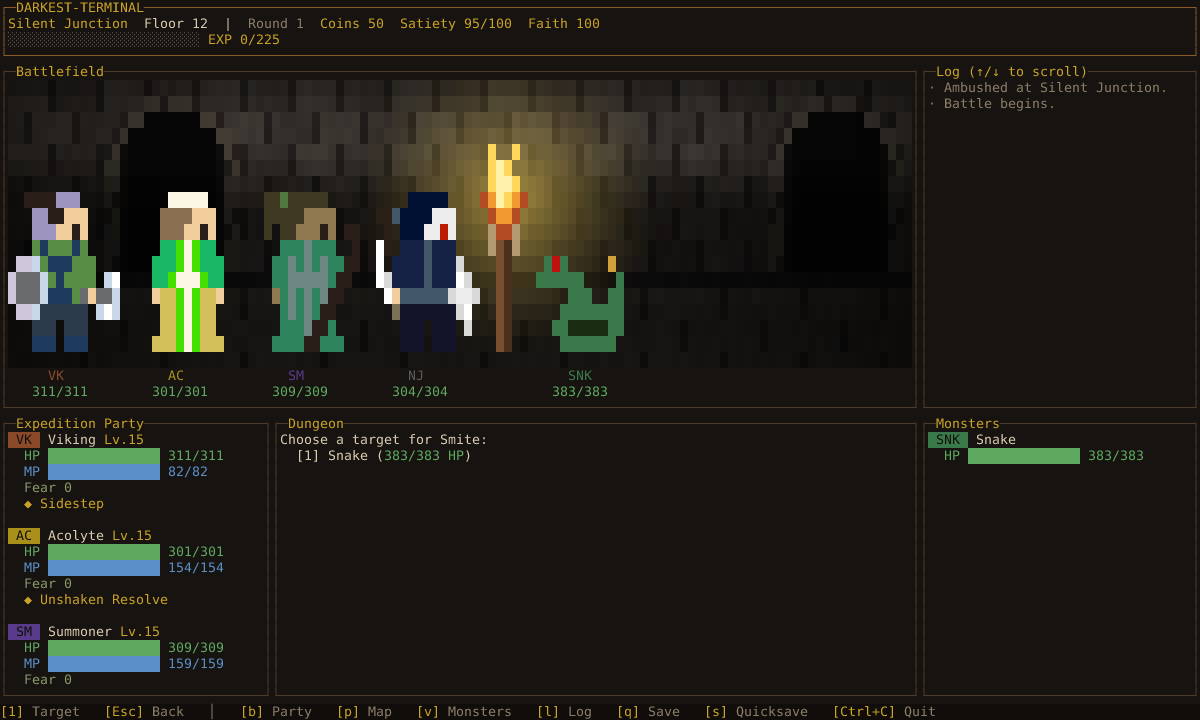 DARKEST-TERMINAL
Silent Junction  Floor 12  |  Round 1  Coins 50  Satiety 95/100  Faith 100
EXP 0/225
Battlefield
VK AC SM NJ SNK
311/311 301/301 309/309 304/304 383/383
Log (↑/↓ to scroll)
· Ambushed at Silent Junction.
· Battle begins.
Expedition Party
VK Viking Lv.15
HP 311/311
MP 82/82
Fear 0
◆ Sidestep
AC Acolyte Lv.15
HP 301/301
MP 154/154
Fear 0
◆ Unshaken Resolve
SM Summoner Lv.15
HP 309/309
MP 159/159
Fear 0
Dungeon
Choose a target for Smite:
[1] Snake (383/383 HP)
Monsters
SNK Snake
HP 383/383
[1] Target [Esc] Back │ [b] Party [p] Map [v] Monsters [l] Log [q] Save [s] Quicksave [Ctrl+C] Quit